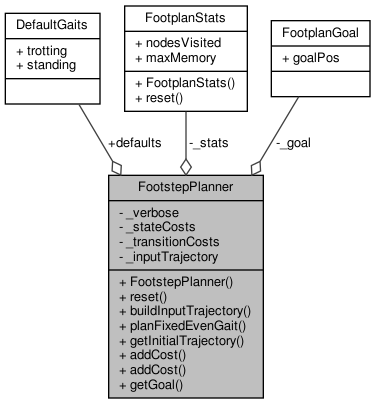 DefaultGaits
+ trotting
+ standing
FootplanStats
+ nodesVisited
+ maxMemory
+ FootplanStats()
+ reset()
FootplanGoal
+ goalPos
+defaults
-_stats
-_goal
FootstepPlanner
- _verbose
- _stateCosts
- _transitionCosts
- _inputTrajectory
+ FootstepPlanner()
+ reset()
+ buildInputTrajectory()
+ planFixedEvenGait()
+ getInitialTrajectory()
+ addCost()
+ addCost()
+ getGoal()